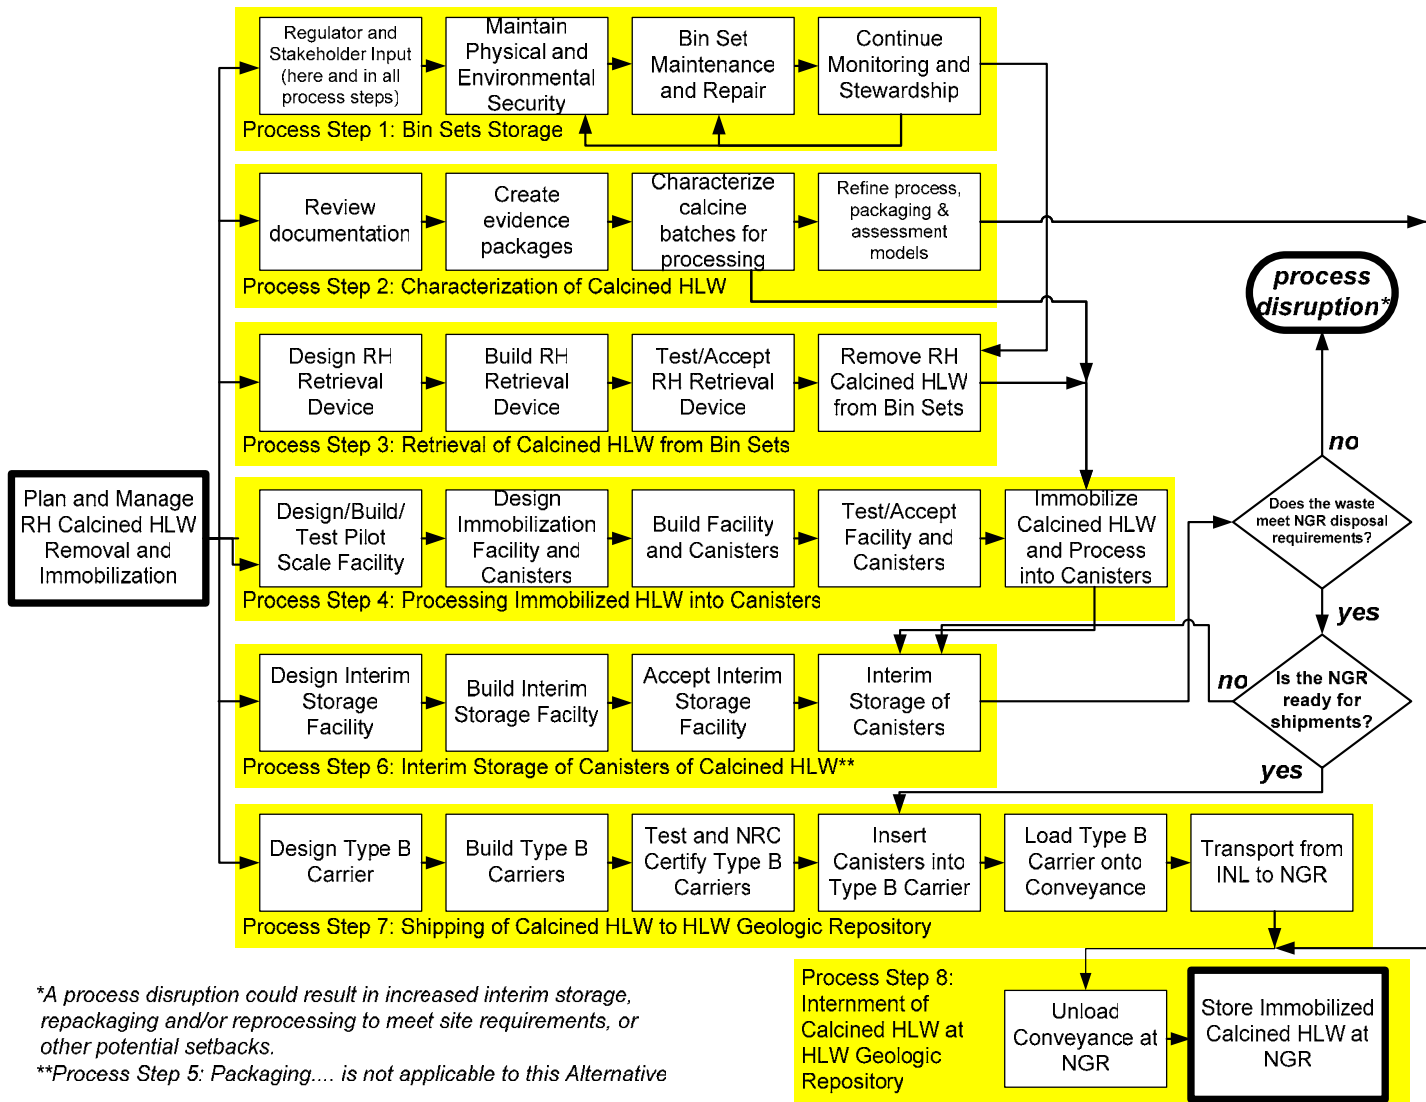 Regulator and
Stakeholder Input
(here and in all
process steps)
Maintain
Physical and
Environmental
Security
Bin Set
Maintenance
and Repair
Continue
Monitoring and
Stewardship
Process Step 1: Bin Sets Storage
Review
documentation
Create
evidence
packages
Characterize
calcine
batches for
processing
Refine process,
packaging &
assessment
models
Process Step 2: Characterization of Calcined HLW
process
disruption*
Design RH
Retrieval
Device
Build RH
Retrieval
Device
Test/Accept
RH Retrieval
Device
Remove RH
Calcined HLW
from Bin Sets
Process Step 3: Retrieval of Calcined HLW from Bin Sets
no
Plan and Manage
RH Calcined HLW
Removal and
Immobilization
Design/Build/
Test Pilot
Scale Facility
Design
Immobilization
Facility and
Canisters
Build Facility
and Canisters
Test/Accept
Facility and
Canisters
Immobilize
Calcined HLW
and Process
into Canisters
Process Step 4: Processing Immobilized HLW into Canisters
Does the waste
meet NGR disposal
requirements?
yes
Design Interim
Storage
Facility
Build Interim
Storage Facilty
Accept Interim
Storage
Facility
Interim
Storage of
Canisters
Process Step 6: Interim Storage of Canisters of Calcined HLW**
no
Is the NGR
ready for
shipments?
yes
Design Type B
Carrier
Build Type B
Carriers
Test and NRC
Certify Type B
Carriers
Insert
Canisters into
Type B Carrier
Load Type B
Carrier onto
Conveyance
Transport from
INL to NGR
Process Step 7: Shipping of Calcined HLW to HLW Geologic Repository
Process Step 8:
Internment of
Calcined HLW at
HLW Geologic
Repository
Unload
Conveyance at
NGR
Store Immobilized
Calcined HLW at
NGR
*A process disruption could result in increased interim storage,
repackaging and/or reprocessing to meet site requirements, or
other potential setbacks.
**Process Step 5: Packaging.... is not applicable to this Alternative